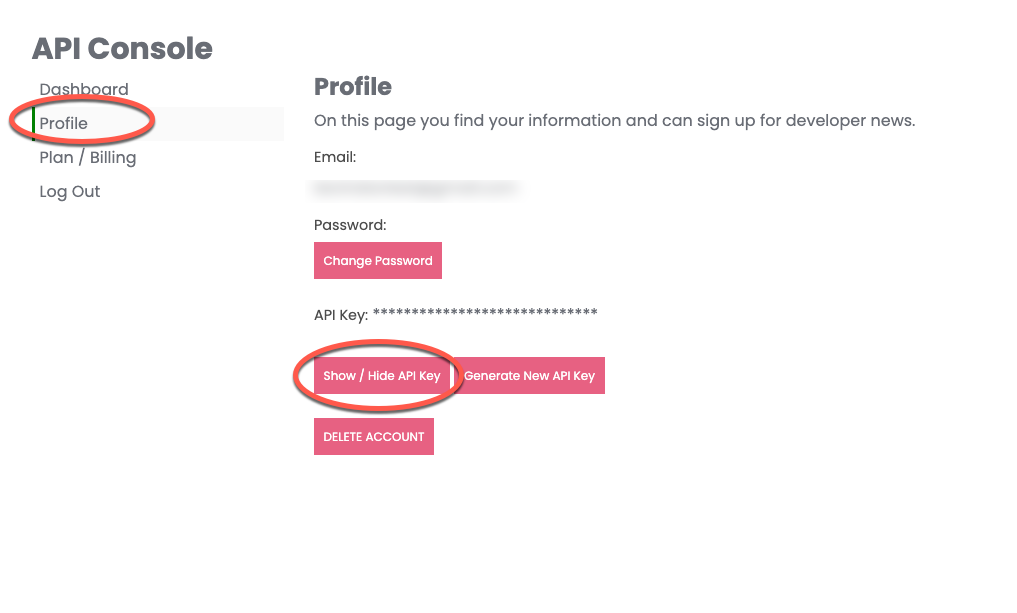 API Console
Dashboard
Profile
Plan / Billing
Log Out
Profile
On this page you find your information and can sign up for developer news.
Email:
Password:
Change Password
API Key: *****************************
Show / Hide API Key
Generate New API Key
DELETE ACCOUNT